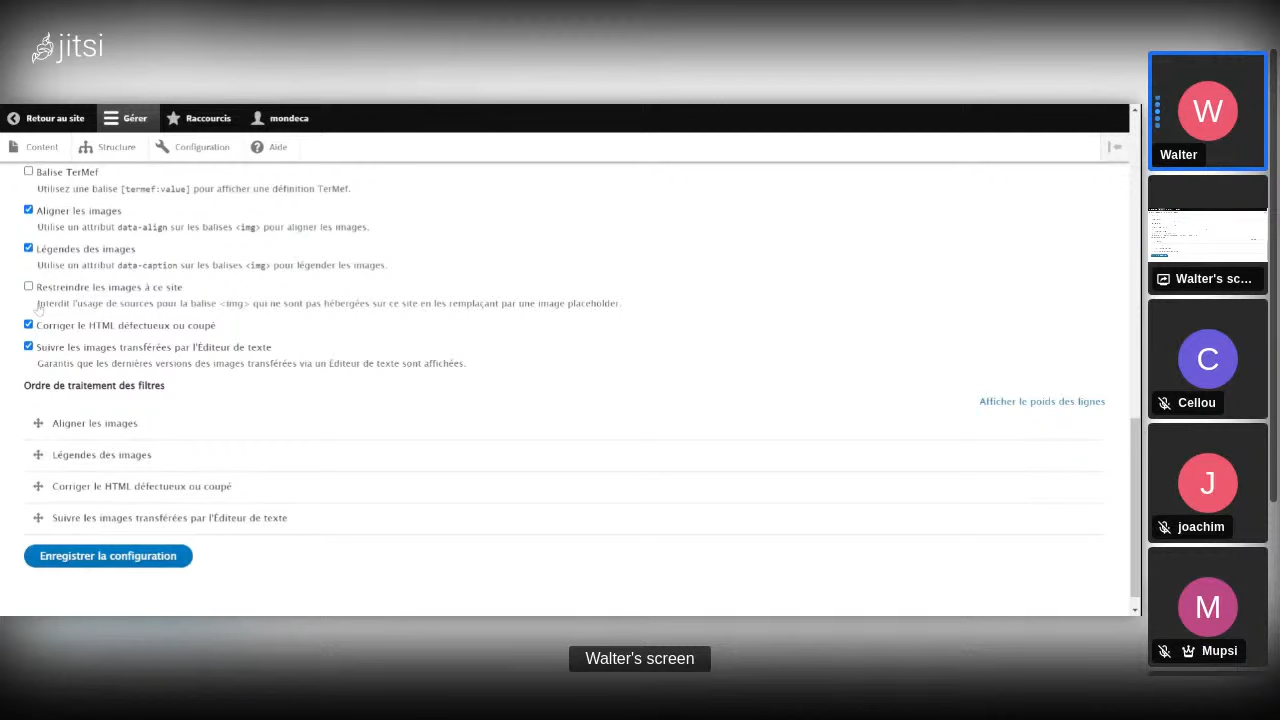 jitsi
Retour au site Gérer Raccourcis mondeca
Content Structure Configuration Aide
Balise TerMef
Utilisez une balise [termef:value] pour afficher une définition TerMef.
Aligner les images
Utilise un attribut data-align sur les balises <img> pour aligner les images.
Légendes des images
Utilise un attribut data-caption sur les balises <img> pour légender les images.
Restreindre les images à ce site
Interdit l'usage de sources pour la balise <img> qui ne sont pas hébergées sur ce site en les remplaçant par une image placeholder.
Corriger le HTML défectueux ou coupé
Suivre les images transférées par l'Éditeur de texte
Garantis que les dernières versions des images transférées via un Éditeur de texte sont affichées.
Ordre de traitement des filtres
Afficher le poids des lignes
Aligner les images
Légendes des images
Corriger le HTML défectueux ou coupé
Suivre les images transférées par l'Éditeur de texte
Enregistrer la configuration
Walter's screen
W
Walter
Walter's sc...
C
Cellou
J
joachim
M
Mupsi